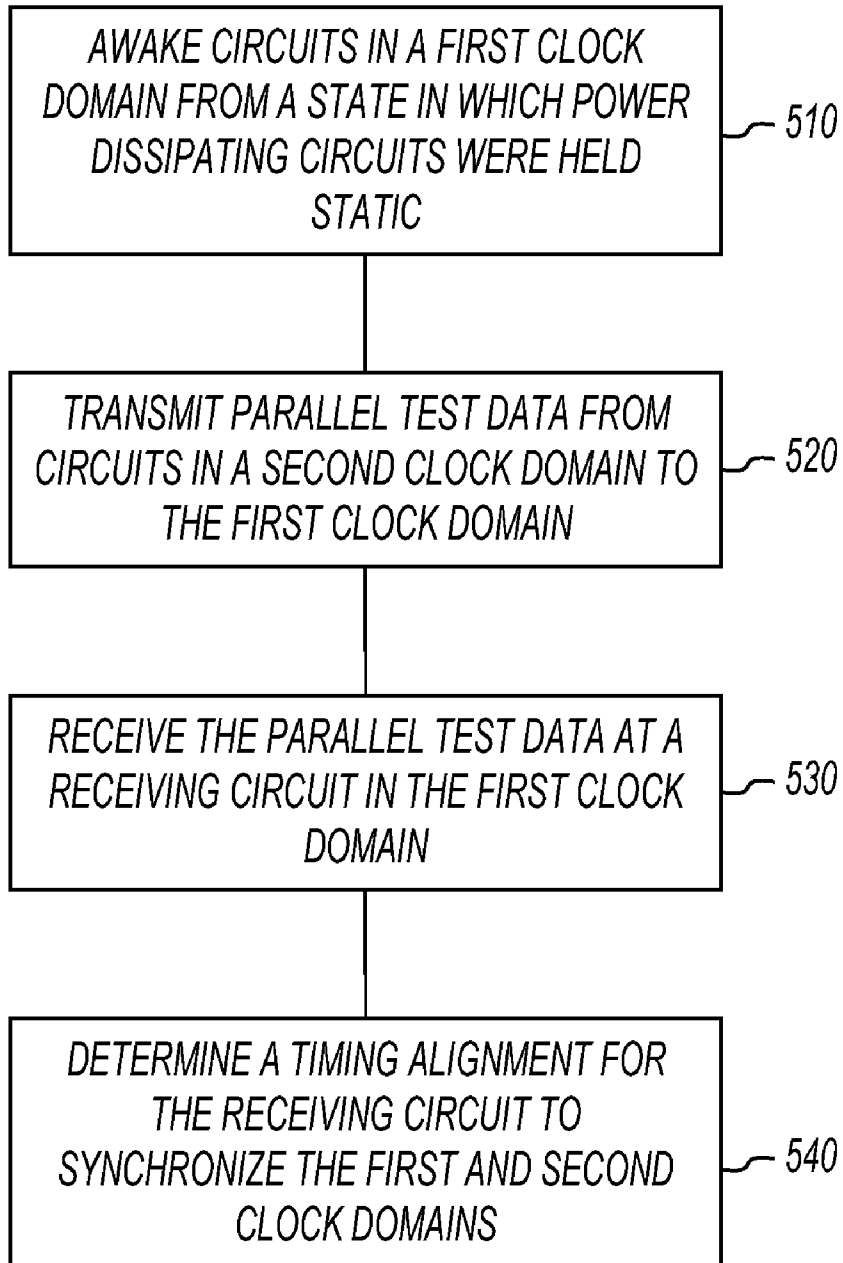 AWAKE CIRCUITS IN A FIRST CLOCK
DOMAIN FROM A STATE IN WHICH POWER
DISSIPATING CIRCUITS WERE HELD
STATIC
510
TRANSMIT PARALLEL TEST DATA FROM
CIRCUITS IN A SECOND CLOCK DOMAIN TO
THE FIRST CLOCK DOMAIN
520
RECEIVE THE PARALLEL TEST DATA AT A
RECEIVING CIRCUIT IN THE FIRST CLOCK
DOMAIN
530
DETERMINE A TIMING ALIGNMENT FOR
THE RECEIVING CIRCUIT TO
SYNCHRONIZE THE FIRST AND SECOND
CLOCK DOMAINS
540